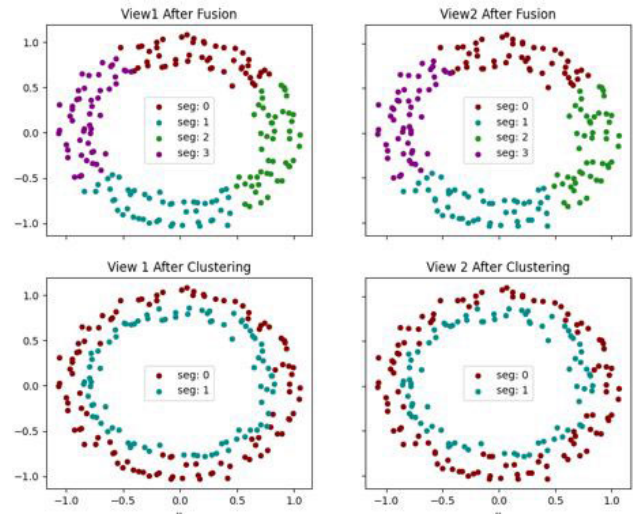 View1 After Fusion
View2 After Fusion
1.0
0.5
0.0
−0.5
−1.0
seg: 0
seg: 1
seg: 2
seg: 3
seg: 0
seg: 1
seg: 2
seg: 3
View 1 After Clustering
View 2 After Clustering
1.0
0.5
0.0
−0.5
−1.0
seg: 0
seg: 1
seg: 0
seg: 1
−1.0 −0.5 0.0 0.5 1.0
−1.0 −0.5 0.0 0.5 1.0